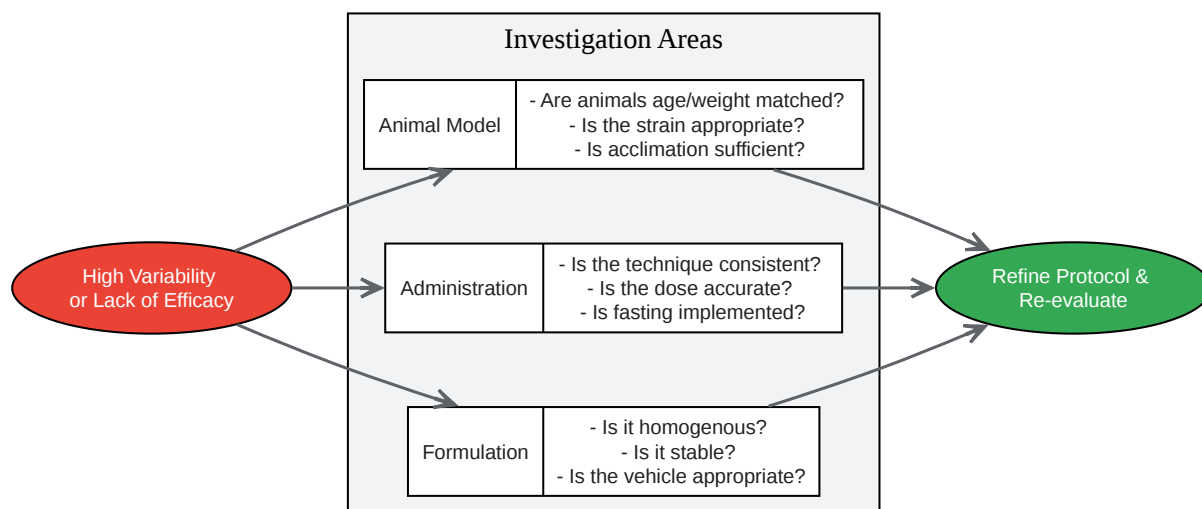 Investigation Areas
Animal Model
- Are animals age/weight matched?
- Is the strain appropriate?
- Is acclimation sufficient?
High Variability
or Lack of Efficacy
Administration
- Is the technique consistent?
- Is the dose accurate?
- Is fasting implemented?
Refine Protocol &
Re-evaluate
Formulation
- Is it homogenous?
- Is it stable?
- Is the vehicle appropriate?